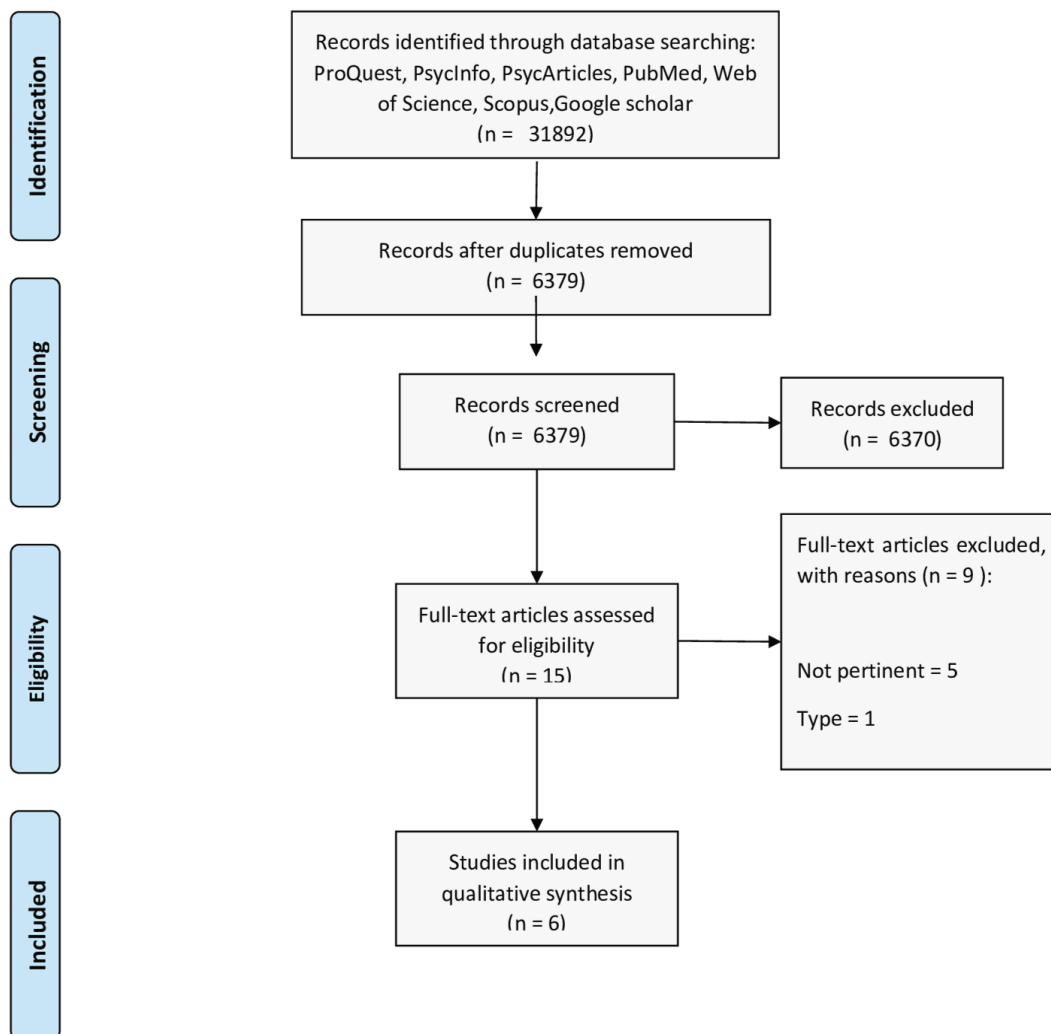 Identification
Records identified through database searching:
ProQuest, PsycInfo, PsycArticles, PubMed, Web
of Science, Scopus,Google scholar
(n = 31892)
Records after duplicates removed
(n = 6379)
Screening
Records screened
(n = 6379)
Records excluded
(n = 6370)
Eligibility
Full-text articles assessed
for eligibility
(n = 15)
Full-text articles excluded,
with reasons (n = 9 ):
Not pertinent = 5
Type = 1
Included
Studies included in
qualitative synthesis
(n = 6)